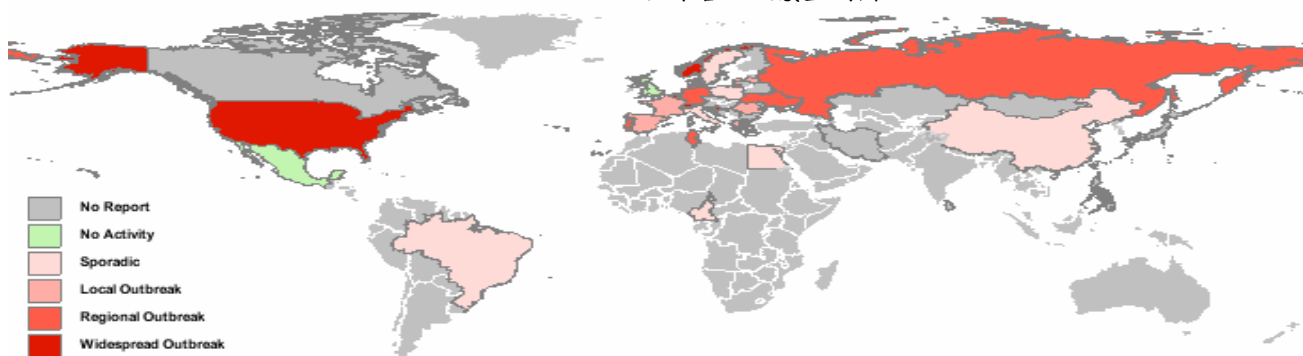 No Report
No Activity
Sporadic
Local Outbreak
Regional Outbreak
Widespread Outbreak